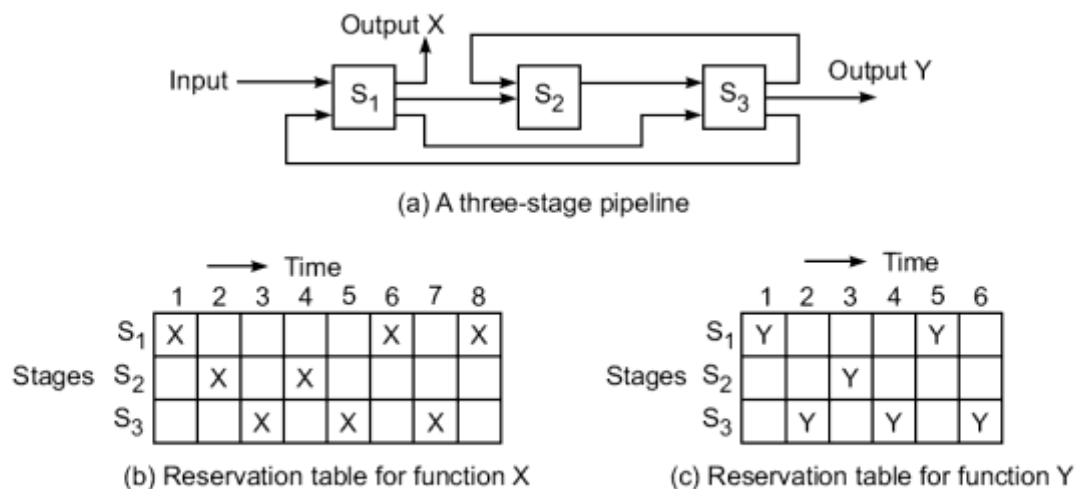 Output X
Input
S1
S2
S3
Output Y
(a) A three-stage pipeline
Time
1 2 3 4 5 6 7 8
S1 X X X
Stages S2 X X
S3 X X X
(b) Reservation table for function X
Time
1 2 3 4 5 6
S1 Y Y
Stages S2 Y
S3 Y Y Y
(c) Reservation table for function Y